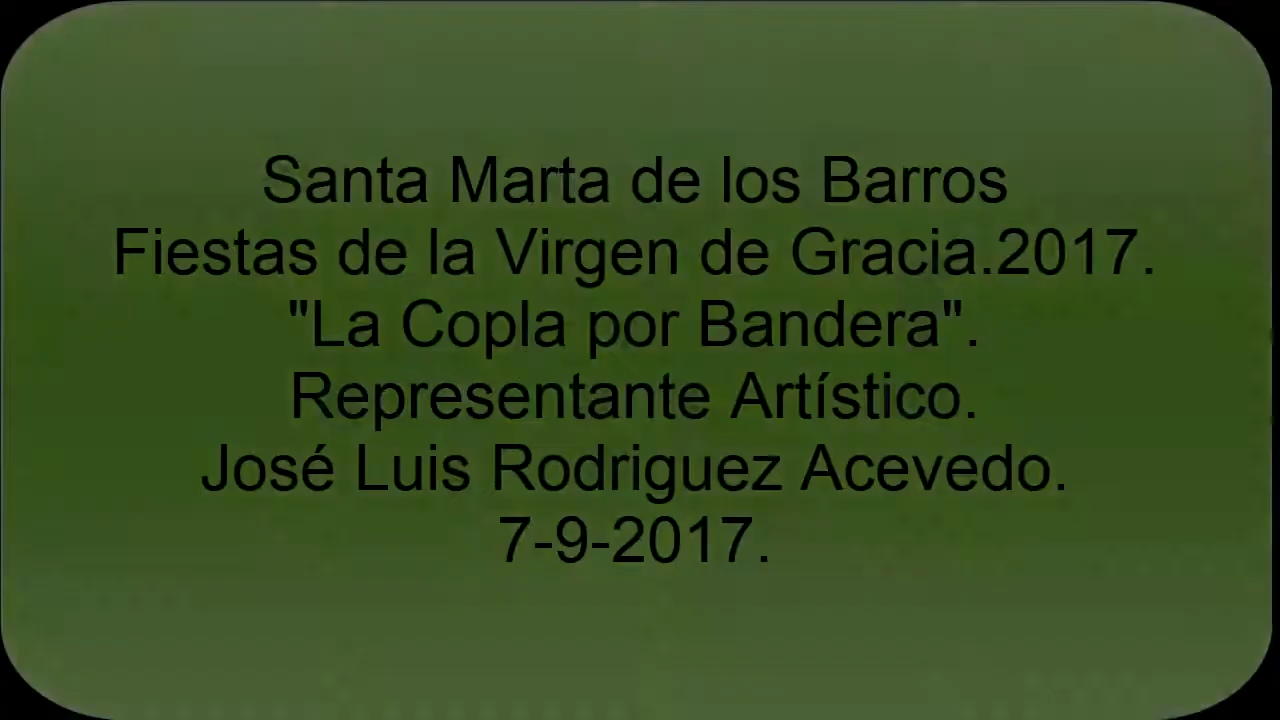 Santa Marta de los Barros
Fiestas de la Virgen de Gracia.2017.
"La Copla por Bandera".
Representante Artístico.
José Luis Rodriguez Acevedo.
7-9-2017.